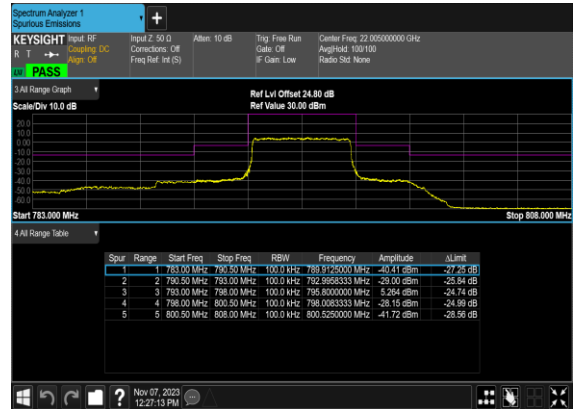 Spectrum Analyzer 1
Spurious Emissions
KEYSIGHT Input: RF Input Z: 50 Ω Atten: 10 dB Trig: Free Run Center Freq: 22.005000000 GHz
R T Coupling: DC Corrections: Off Gate: Off Avg|Hold: 100/100
Align: Off Freq Ref: Int (S) IF Gain: Low Radio Std: None
PASS
3 All Range Graph
Ref Lvl Offset 24.80 dB
Scale/Div 10.0 dB Ref Value 30.00 dBm
20.0
10.0
0.00
-10.0
-20.0
-30.0
-40.0
-50.0
-60.0
Start 783.000 MHz Stop 808.000 MHz
4 All Range Table
Spur Range Start Freq Stop Freq RBW Frequency Amplitude ΔLimit
1 1 783.00 MHz 790.50 MHz 100.0 kHz 789.9125000 MHz -40.41 dBm -27.25 dB
2 2 790.50 MHz 793.00 MHz 100.0 kHz 792.9958333 MHz -29.00 dBm -25.84 dB
3 3 793.00 MHz 798.00 MHz 100.0 kHz 795.8000000 MHz 5.264 dBm -24.74 dB
4 4 798.00 MHz 800.50 MHz 100.0 kHz 798.0083333 MHz -28.15 dBm -24.99 dB
5 5 800.50 MHz 808.00 MHz 100.0 kHz 800.5250000 MHz -41.72 dBm -28.56 dB
Nov 07, 2023
12:27:13 PM